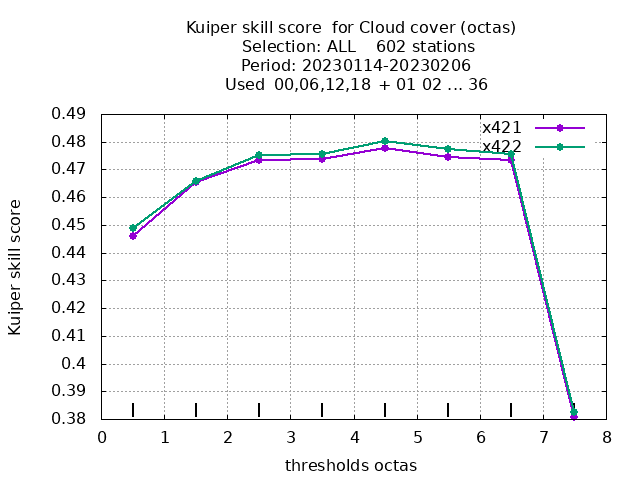 Kuiper skill score  for Cloud cover (octas)
Selection: ALL    602 stations
Period: 20230114-20230206
Used  00,06,12,18 + 01 02 ... 36
x421
x422
0.49
0.48
0.47
0.46
0.45
0.44
0.43
0.42
0.41
0.4
0.39
0.38
Kuiper skill score
0 1 2 3 4 5 6 7 8
thresholds octas